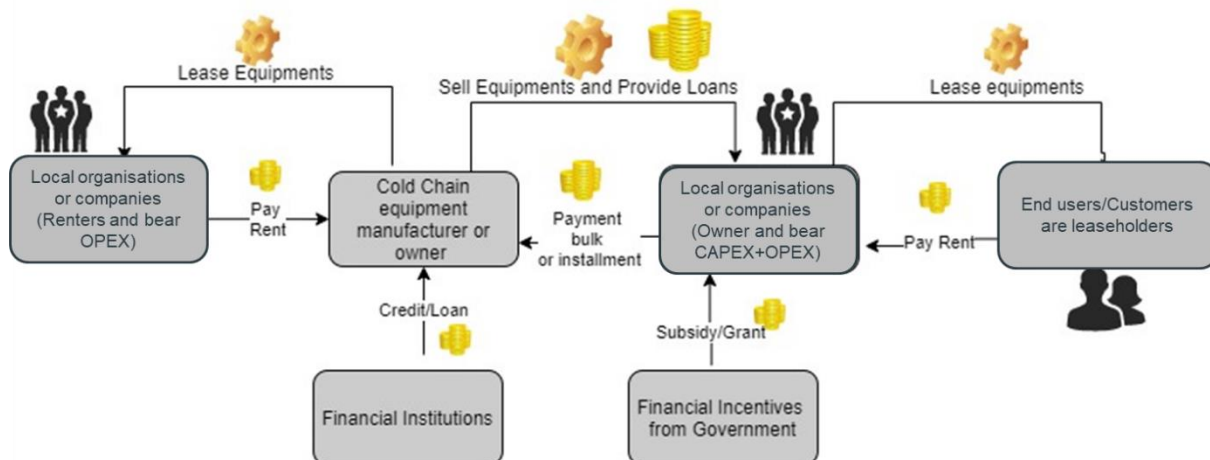 Lease Equipments
Sell Equipments and Provide Loans
Lease equipments
Local organisations
or companies
(Renters and bear
OPEX)
Pay
Rent
Cold Chain
equipment
manufacturer or
owner
Payment
bulk
or installment
Local organisations
or companies
(Owner and bear
CAPEX+OPEX)
Pay Rent
End users/Customers
are leaseholders
Credit/Loan
Subsidy/Grant
Financial Institutions
Financial Incentives
from Government